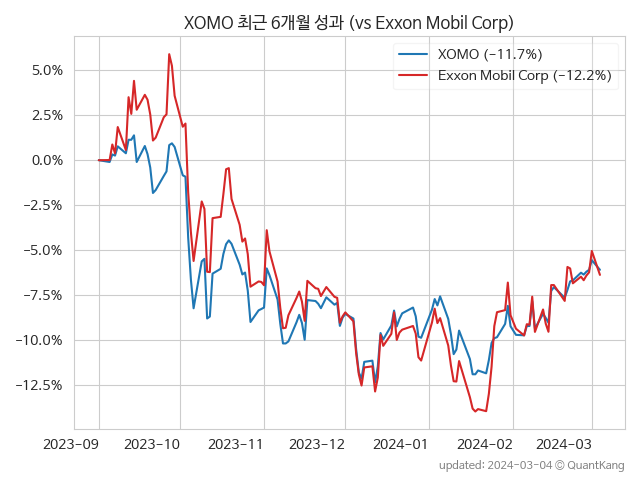 XOMO 최근 6개월 성과 (vs Exxon Mobil Corp)
XOMO (−11.7%)
Exxon Mobil Corp (−12.2%)
5.0%
2.5%
0.0%
−2.5%
−5.0%
−7.5%
−10.0%
−12.5%
2023-09 2023-10 2023-11 2023-12 2024-01 2024-02 2024-03
updated: 2024-03-04 © QuantKang